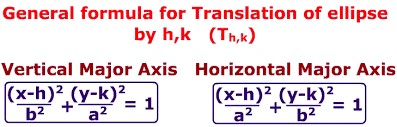 General formula for Translation of ellipse
by h,k (Tₕ,ₖ)
Vertical Major Axis Horizontal Major Axis
(x-h)²/b² + (y-k)²/a² = 1 (x-h)²/a² + (y-k)²/b² = 1